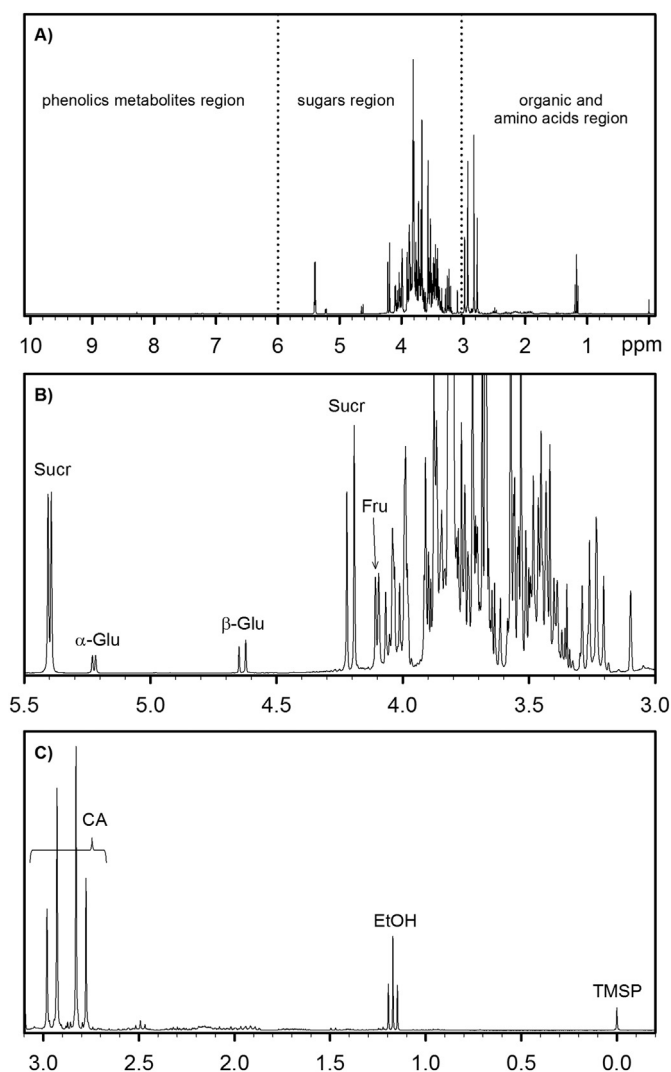 A)
phenolics metabolites region
sugars region
organic and
amino acids region
10 9 8 7 6 5 4 3 2 1 ppm
B)
Sucr
Sucr
Fru
α-Glu
β-Glu
5.5 5.0 4.5 4.0 3.5 3.0
C)
CA
EtOH
TMSP
3.0 2.5 2.0 1.5 1.0 0.5 0.0